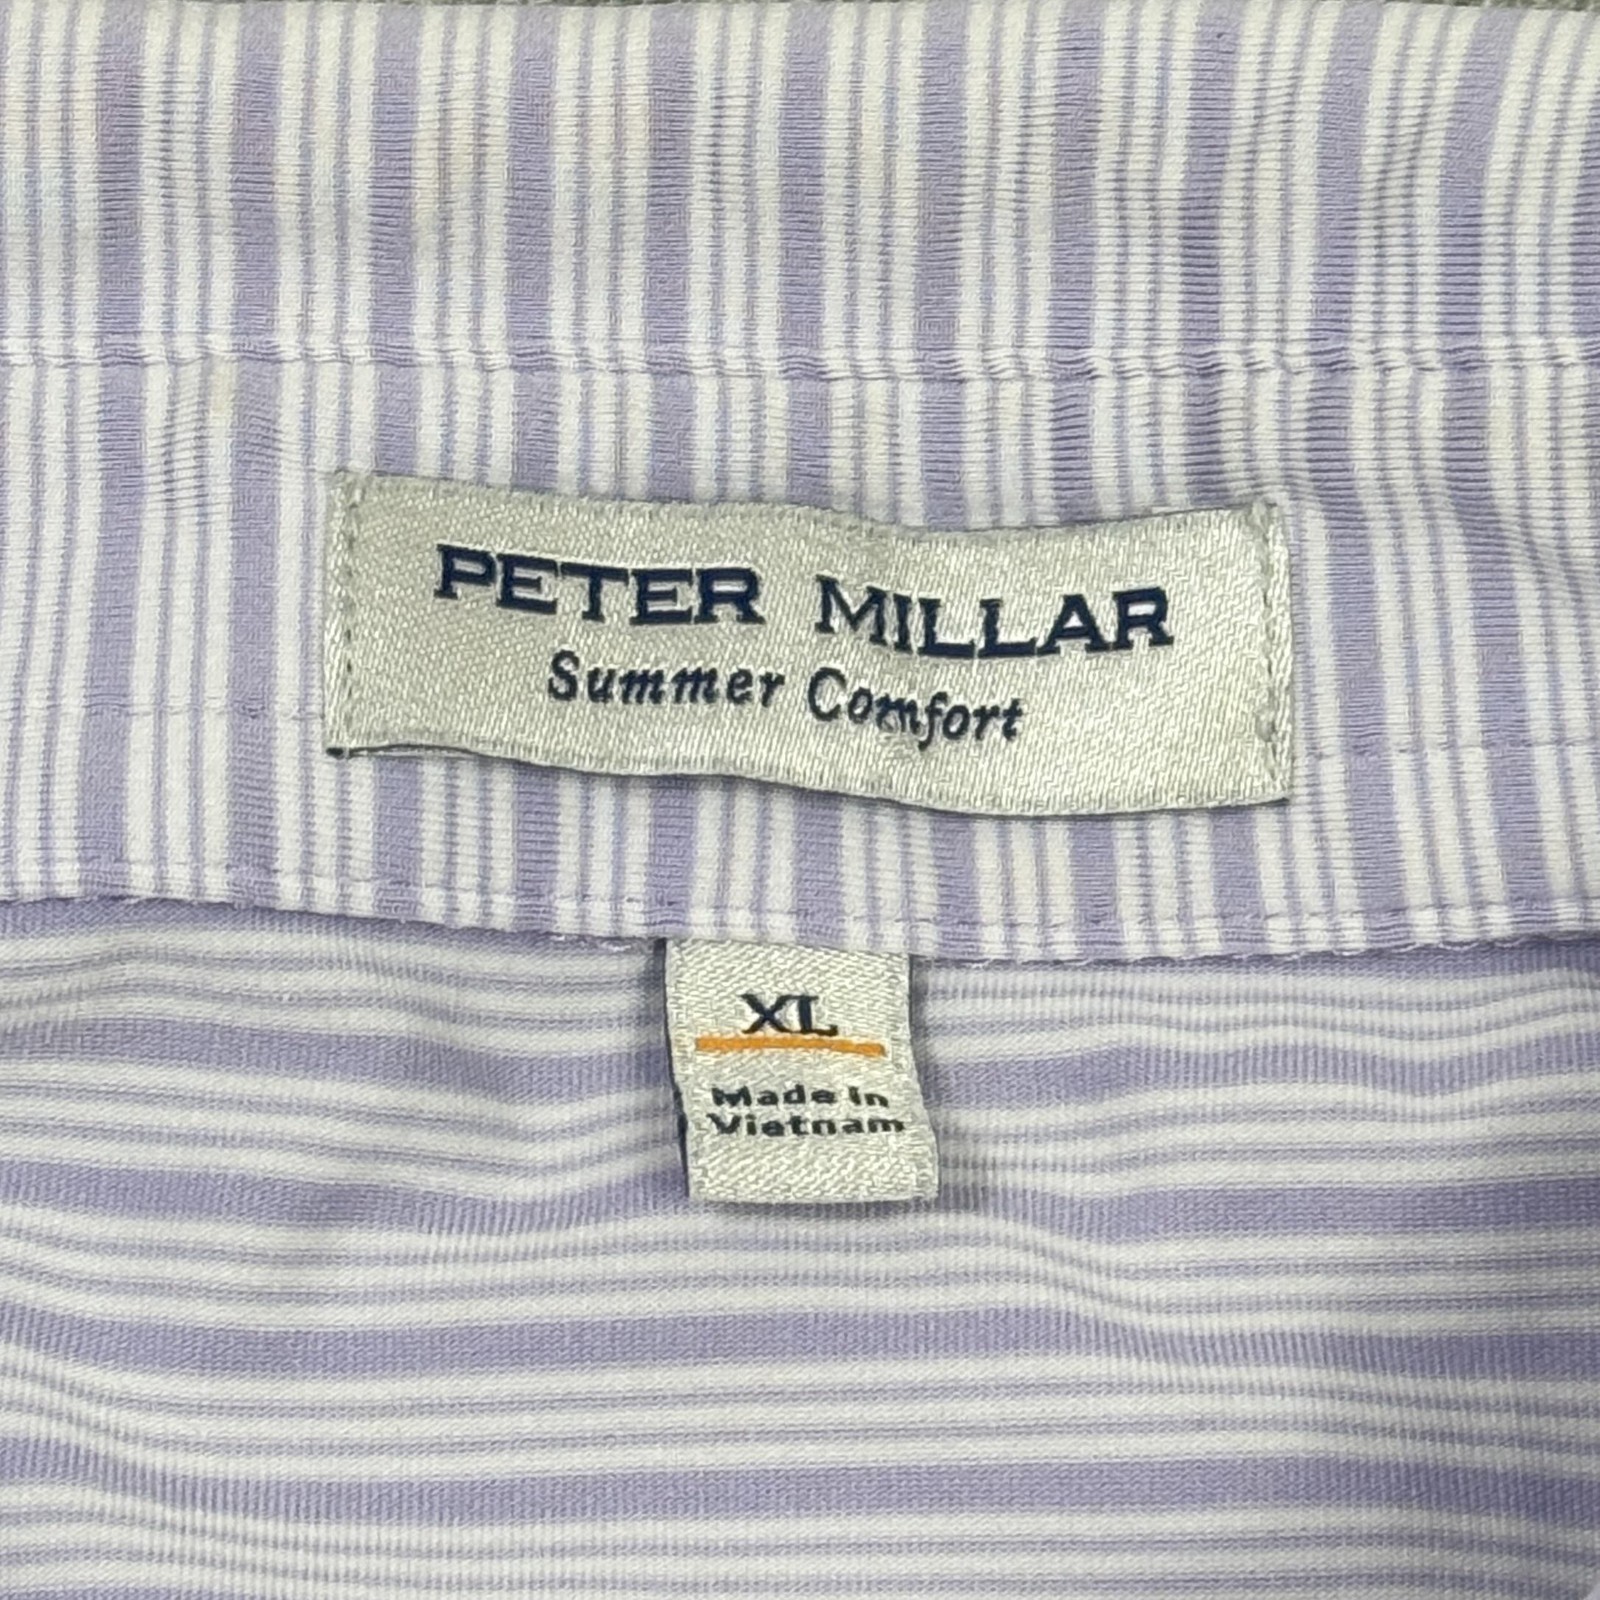 PETER MILLAR
Summer Comfort
XL
Made In
Vietnam